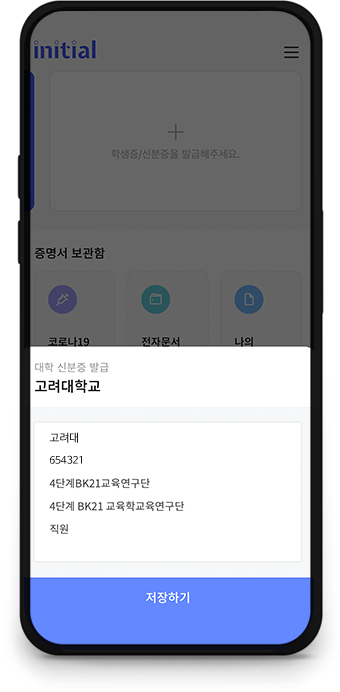 initial
학생증/신분증을 발급해주세요.
증명서 보관함
코로나19 전자문서 나의
대학 신분증 발급
고려대학교
고려대
654321
4단계BK21교육연구단
4단계 BK21 교육학교육연구단
직원
저장하기